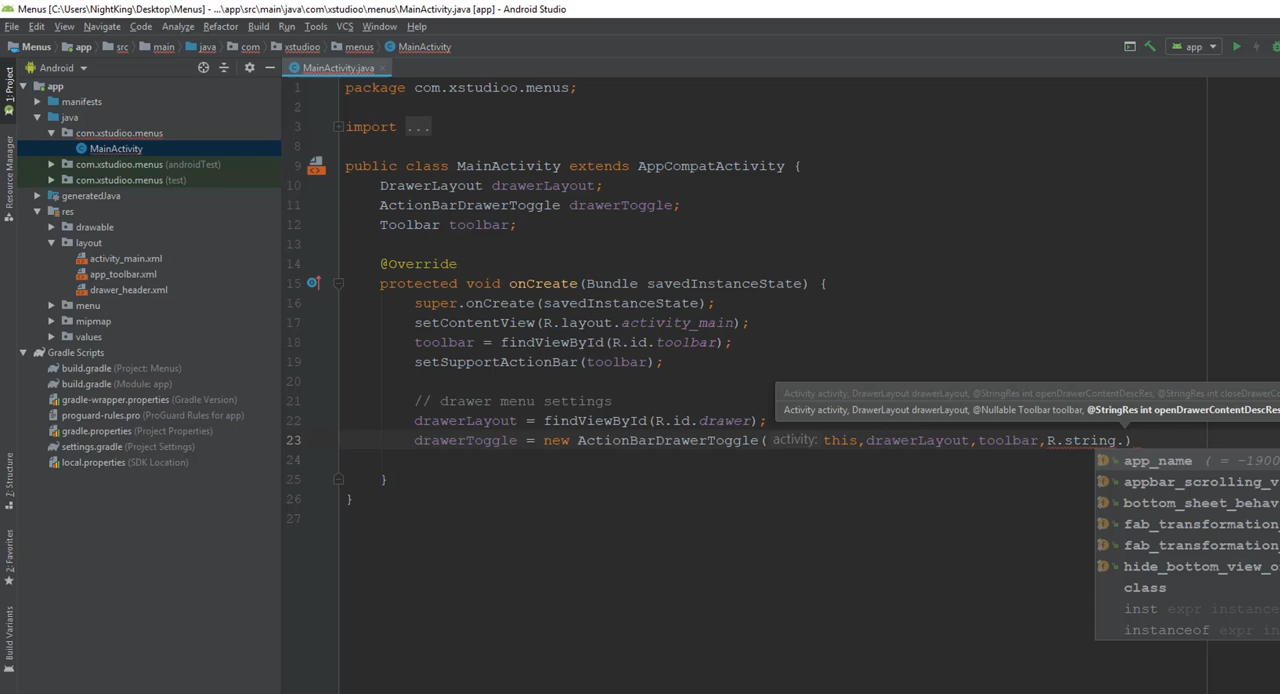 Menus [C:\Users\NightKing\Desktop\Menus] - ...\app\src\main\java\com\xstudioo\menus\MainActivity.java [app] - Android Studio
File Edit View Navigate Code Analyze Refactor Build Run Tools VCS Window Help
Menus app src main java com xstudioo menus MainActivity app
1: Project
Resource Manager
7: Structure
2: Favorites
Build Variants
Android
app
manifests
java
com.xstudioo.menus
MainActivity
com.xstudioo.menus (androidTest)
com.xstudioo.menus (test)
generatedJava
res
drawable
layout
activity_main.xml
app_toolbar.xml
drawer_header.xml
menu
mipmap
values
Gradle Scripts
build.gradle (Project: Menus)
build.gradle (Module: app)
gradle-wrapper.properties (Gradle Version)
proguard-rules.pro (ProGuard Rules for app)
gradle.properties (Project Properties)
settings.gradle (Project Settings)
local.properties (SDK Location)
MainActivity.java
1 package com.xstudioo.menus;
2
3 import ...
8
9 public class MainActivity extends AppCompatActivity {
10 DrawerLayout drawerLayout;
11 ActionBarDrawerToggle drawerToggle;
12 Toolbar toolbar;
13
14 @Override
15 protected void onCreate(Bundle savedInstanceState) {
16 super.onCreate(savedInstanceState);
17 setContentView(R.layout.activity_main);
18 toolbar = findViewById(R.id.toolbar);
19 setSupportActionBar(toolbar);
20
21 // drawer menu settings
22 drawerLayout = findViewById(R.id.drawer);
23 drawerToggle = new ActionBarDrawerToggle( activity: this,drawerLayout,toolbar,R.string.)
24
25 }
26 }
27
Activity activity, DrawerLayout drawerLayout, @StringRes int openDrawerContentDescRes, @StringRes int closeDrawerC
Activity activity, DrawerLayout drawerLayout, @Nullable Toolbar toolbar, @StringRes int openDrawerContentDescRes
app_name ( = -1900
appbar_scrolling_v
bottom_sheet_behav
fab_transformation_
fab_transformation_
hide_bottom_view_o
class
inst expr instance
instanceof expr in